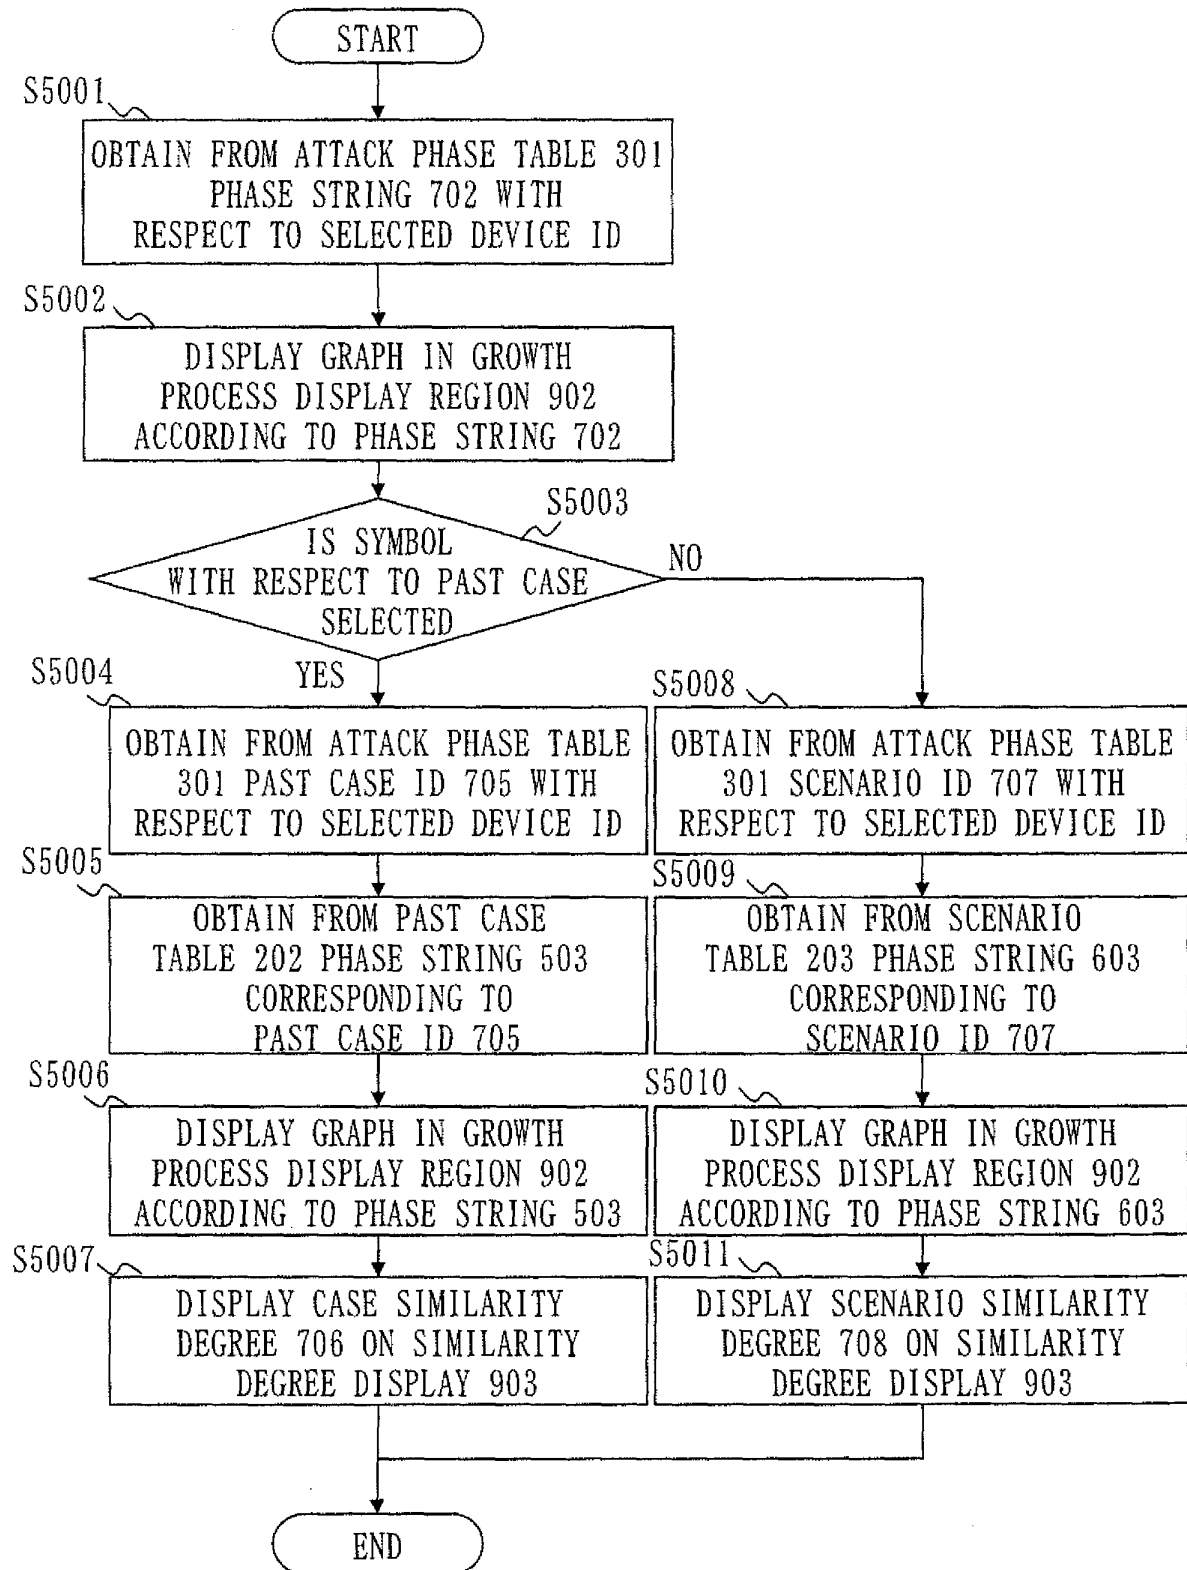 START
S5001
OBTAIN FROM ATTACK PHASE TABLE 301
PHASE STRING 702 WITH
RESPECT TO SELECTED DEVICE ID
S5002
DISPLAY GRAPH IN GROWTH
PROCESS DISPLAY REGION 902
ACCORDING TO PHASE STRING 702
S5003
IS SYMBOL
WITH RESPECT TO PAST CASE
SELECTED
NO
YES
S5004
OBTAIN FROM ATTACK PHASE TABLE
301 PAST CASE ID 705 WITH
RESPECT TO SELECTED DEVICE ID
S5005
OBTAIN FROM PAST CASE
TABLE 202 PHASE STRING 503
CORRESPONDING TO
PAST CASE ID 705
S5006
DISPLAY GRAPH IN GROWTH
PROCESS DISPLAY REGION 902
ACCORDING TO PHASE STRING 503
S5007
DISPLAY CASE SIMILARITY
DEGREE 706 ON SIMILARITY
DEGREE DISPLAY 903
S5008
OBTAIN FROM ATTACK PHASE TABLE
301 SCENARIO ID 707 WITH
RESPECT TO SELECTED DEVICE ID
S5009
OBTAIN FROM SCENARIO
TABLE 203 PHASE STRING 603
CORRESPONDING TO
SCENARIO ID 707
S5010
DISPLAY GRAPH IN GROWTH
PROCESS DISPLAY REGION 902
ACCORDING TO PHASE STRING 603
S5011
DISPLAY SCENARIO SIMILARITY
DEGREE 708 ON SIMILARITY
DEGREE DISPLAY 903
END